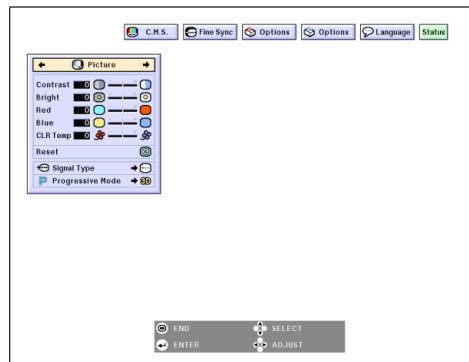 C.M.S. Fine Sync Options Options Language Status
Picture
Contrast 0
Bright 0
Red 0
Blue 0
CLR Temp 0
Reset
Signal Type
Progressive Mode 3D
END SELECT
ENTER ADJUST